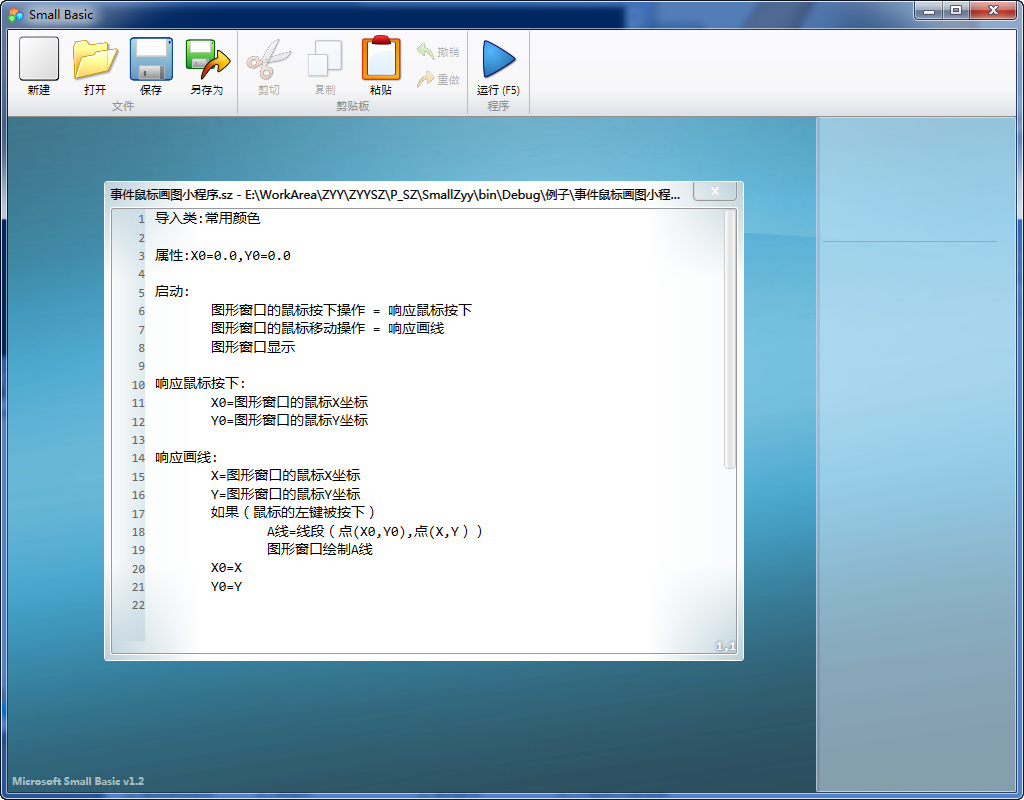 Small Basic
新建 打开 保存 另存为 剪切 复制 粘贴 撤销 重做 运行 (F5)
文件 剪贴板 程序
事件鼠标画图小程序.sz - E:\WorkArea\ZYY\ZYYSZ\P_SZ\SmallZyy\bin\Debug\例子\事件鼠标画图小程...
1 导入类:常用颜色
2
3 属性:X0=0.0,Y0=0.0
4
5 启动:
6 图形窗口的鼠标按下操作 = 响应鼠标按下
7 图形窗口的鼠标移动操作 = 响应画线
8 图形窗口显示
9
10 响应鼠标按下:
11 X0=图形窗口的鼠标X坐标
12 Y0=图形窗口的鼠标Y坐标
13
14 响应画线:
15 X=图形窗口的鼠标X坐标
16 Y=图形窗口的鼠标Y坐标
17 如果（鼠标的左键被按下）
18 A线=线段（点(X0,Y0),点(X,Y））
19 图形窗口绘制A线
20 X0=X
21 Y0=Y
22
1,1
Microsoft Small Basic v1.2